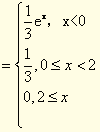 = { 1/3 e^x, x<0
1/3, 0 ≤ x < 2
0, 2 ≤ x